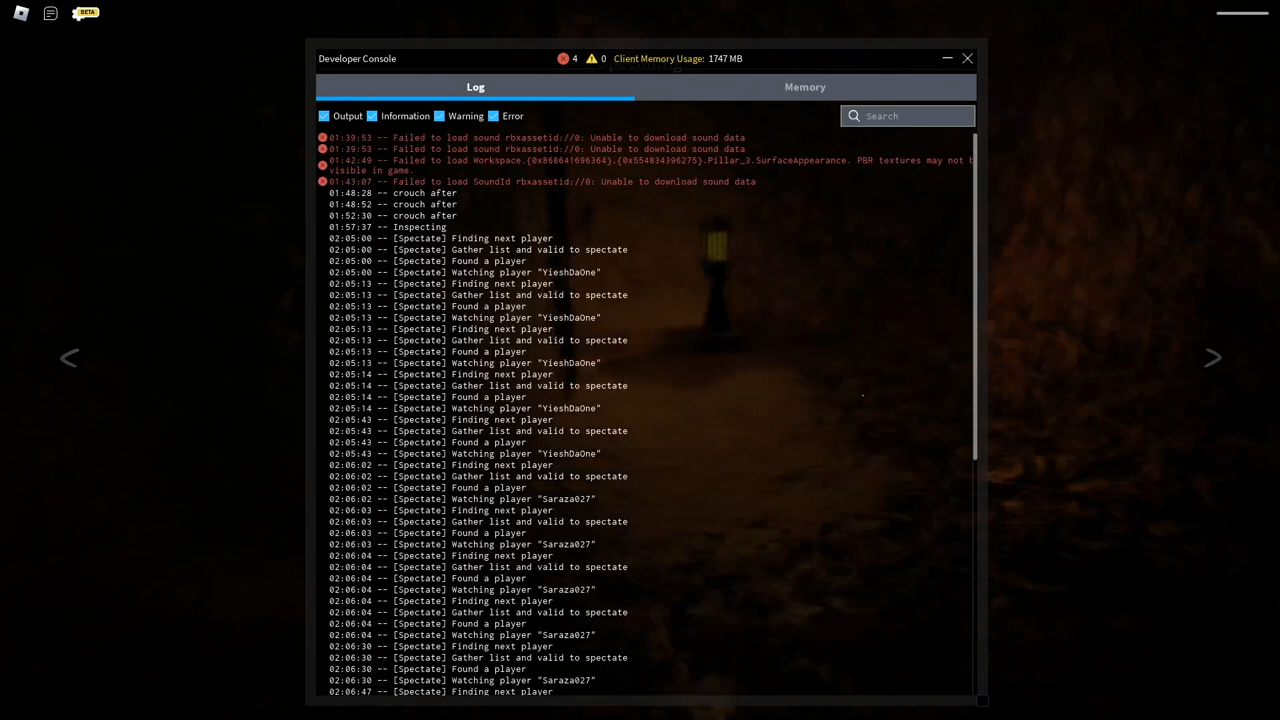 BETA
Developer Console
4
0
Client Memory Usage: 1747 MB
Log
Memory
Output
Information
Warning
Error
Search
01:39:53 -- Failed to load sound rbxassetid://0: Unable to download sound data
01:39:53 -- Failed to load sound rbxassetid://0: Unable to download sound data
01:42:49 -- Failed to load Workspace.{0x868641696364}.{0x554834396275}.Pillar_3.SurfaceAppearance. PBR textures may not b
visible in game.
01:43:07 -- Failed to load SoundId rbxassetid://0: Unable to download sound data
01:48:28 -- crouch after
01:48:52 -- crouch after
01:52:30 -- crouch after
01:57:37 -- Inspecting
02:05:00 -- [Spectate] Finding next player
02:05:00 -- [Spectate] Gather list and valid to spectate
02:05:00 -- [Spectate] Found a player
02:05:00 -- [Spectate] Watching player "YieshDaOne"
02:05:13 -- [Spectate] Finding next player
02:05:13 -- [Spectate] Gather list and valid to spectate
02:05:13 -- [Spectate] Found a player
02:05:13 -- [Spectate] Watching player "YieshDaOne"
02:05:13 -- [Spectate] Finding next player
02:05:13 -- [Spectate] Gather list and valid to spectate
02:05:13 -- [Spectate] Found a player
02:05:13 -- [Spectate] Watching player "YieshDaOne"
02:05:14 -- [Spectate] Finding next player
02:05:14 -- [Spectate] Gather list and valid to spectate
02:05:14 -- [Spectate] Found a player
02:05:14 -- [Spectate] Watching player "YieshDaOne"
02:05:43 -- [Spectate] Finding next player
02:05:43 -- [Spectate] Gather list and valid to spectate
02:05:43 -- [Spectate] Found a player
02:05:43 -- [Spectate] Watching player "YieshDaOne"
02:06:02 -- [Spectate] Finding next player
02:06:02 -- [Spectate] Gather list and valid to spectate
02:06:02 -- [Spectate] Found a player
02:06:02 -- [Spectate] Watching player "Saraza027"
02:06:03 -- [Spectate] Finding next player
02:06:03 -- [Spectate] Gather list and valid to spectate
02:06:03 -- [Spectate] Found a player
02:06:03 -- [Spectate] Watching player "Saraza027"
02:06:04 -- [Spectate] Finding next player
02:06:04 -- [Spectate] Gather list and valid to spectate
02:06:04 -- [Spectate] Found a player
02:06:04 -- [Spectate] Watching player "Saraza027"
02:06:04 -- [Spectate] Finding next player
02:06:04 -- [Spectate] Gather list and valid to spectate
02:06:04 -- [Spectate] Found a player
02:06:04 -- [Spectate] Watching player "Saraza027"
02:06:30 -- [Spectate] Finding next player
02:06:30 -- [Spectate] Gather list and valid to spectate
02:06:30 -- [Spectate] Found a player
02:06:30 -- [Spectate] Watching player "Saraza027"
02:06:47 -- [Spectate] Finding next player